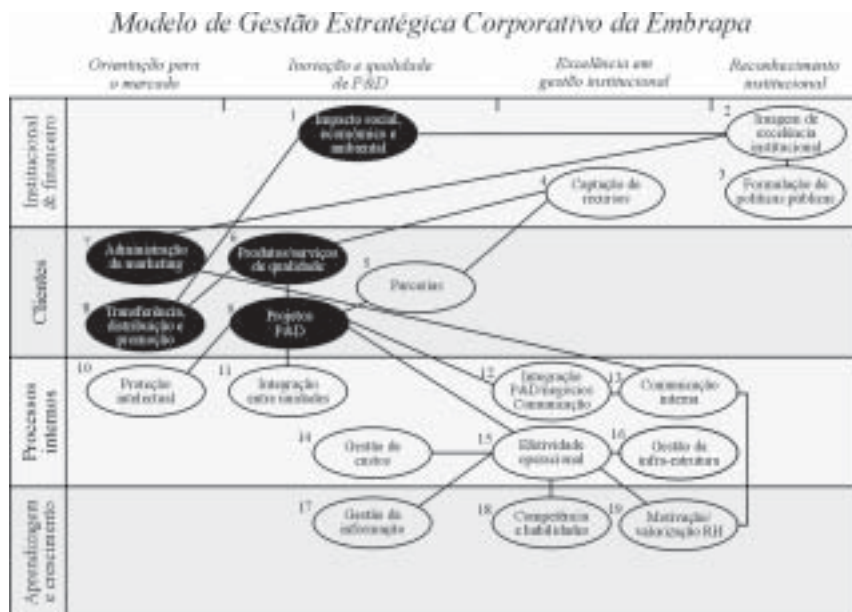 Modelo de Gestão Estratégica Corporativo da Embrapa
Orientação para
o mercado
Inovação e qualidade
de P&D
Excelência em
gestão institucional
Reconhecimento
institucional
Institucional
& financeiro
1
Impacto social,
econômico e
ambiental
2
Imagem de
excelência
institucional
3
Formulação de
políticas públicas
4
Captação de
recursos
Clientes
7
Administração
de marketing
6
Produtos/serviços
de qualidade
5
Parcerias
8
Transferência,
distribuição e
promoção
9
Projetos
P&D
Processos
internos
10
Proteção
intelectual
11
Integração
entre unidades
12
Integração
P&D/negócios
Comunicação
13
Comunicação
interna
14
Gestão de
custos
15
Efetividade
operacional
16
Gestão da
infra-estrutura
Aprendizagem
e crescimento
17
Gestão da
informação
18
Competência
e habilidades
19
Motivação/
valorização RH